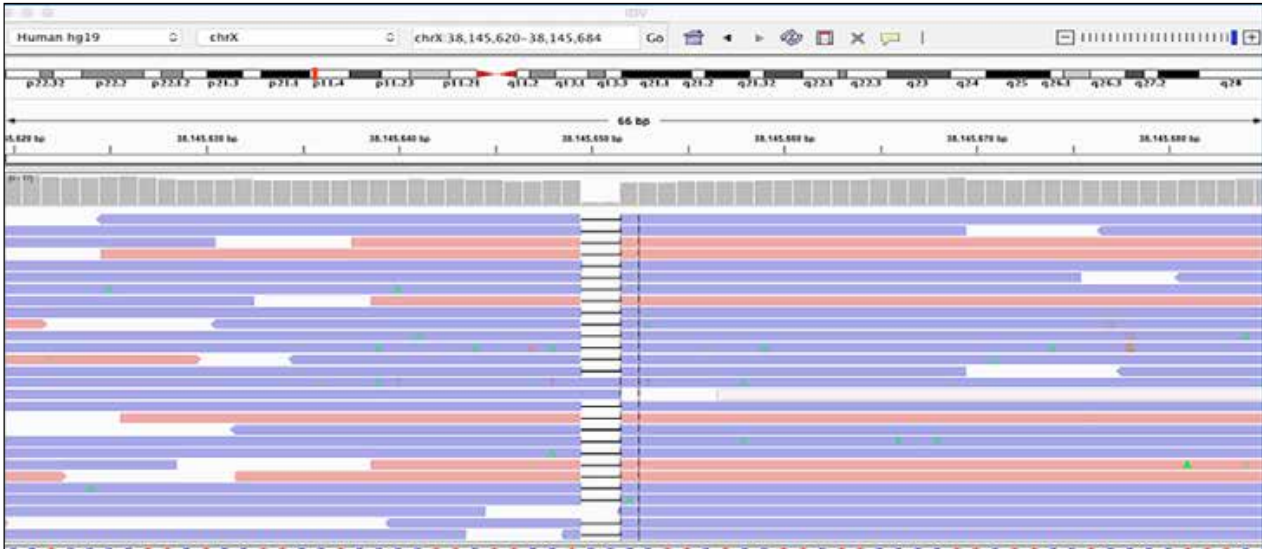 IGV
Human hg19 chrX chrX:38,145,620-38,145,684 Go
p22.32 p22.2 p22.12 p21.3 p21.1 p11.4 p11.23 p11.21 q11.2 q13.1 q13.3 q21.1 q21.2 q21.32 q22.1 q22.3 q23 q24 q25 q26.1 q26.3 q27.2 q28
66 bp
38,145,630 bp 38,145,640 bp 38,145,650 bp 38,145,660 bp 38,145,670 bp 38,145,680 bp